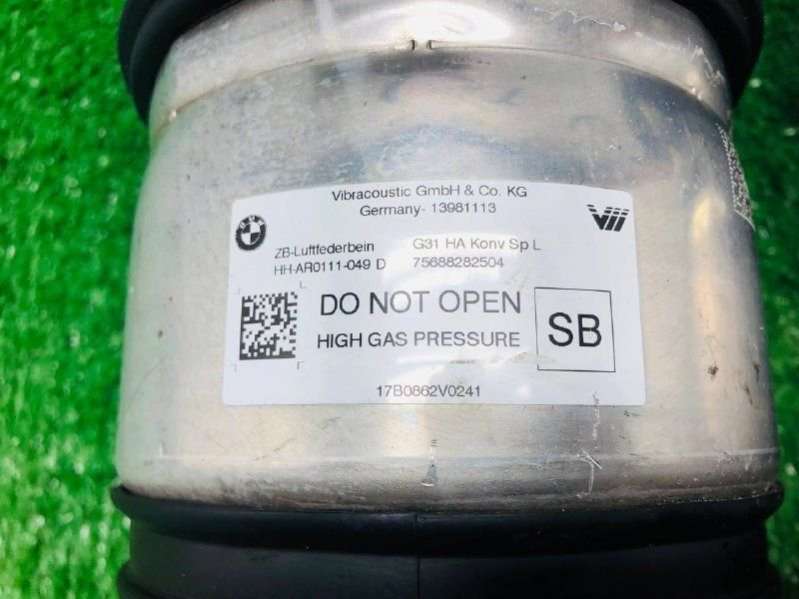 Vibracoustic GmbH & Co. KG
Germany- 13981113
BMW
ZB-Luftfederbein G31 HA Konv Sp L
HH-AR0111-049 D 75688282504
DO NOT OPEN
HIGH GAS PRESSURE
SB
17B0862V0241